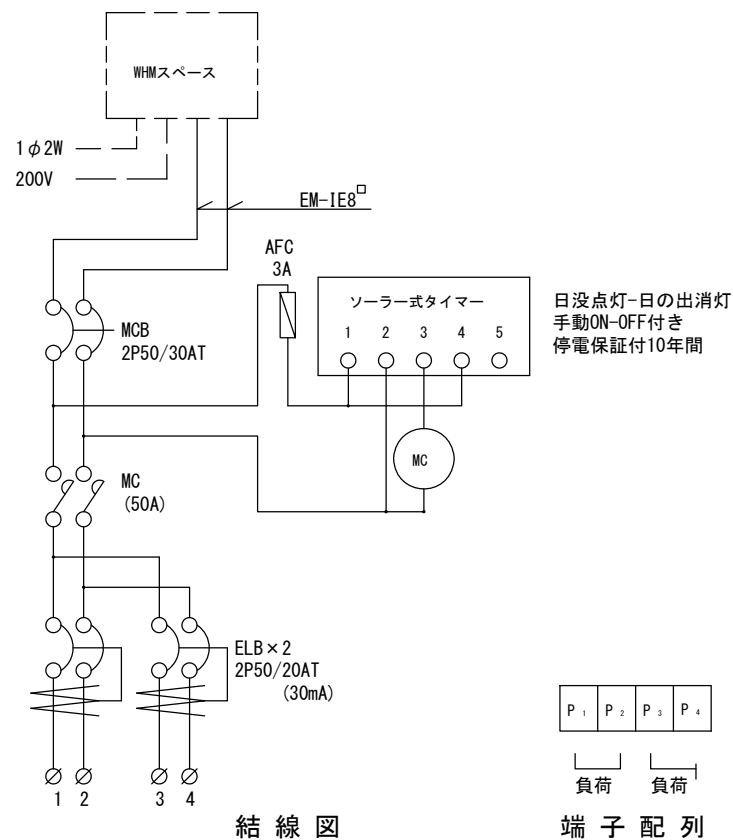 WHMスペース
1φ2W
200V
EM-IE8□
AFC
3A
ソーラー式タイマー
1 2 3 4 5
日没点灯-日の出消灯
手動ON-OFF付き
停電保証付10年間
MCB
2P50/30AT
MC
MC
(50A)
ELB×2
2P50/20AT
(30mA)
P1 P2 P3 P4
負荷 負荷
1 2 3 4
結線図
端子配列